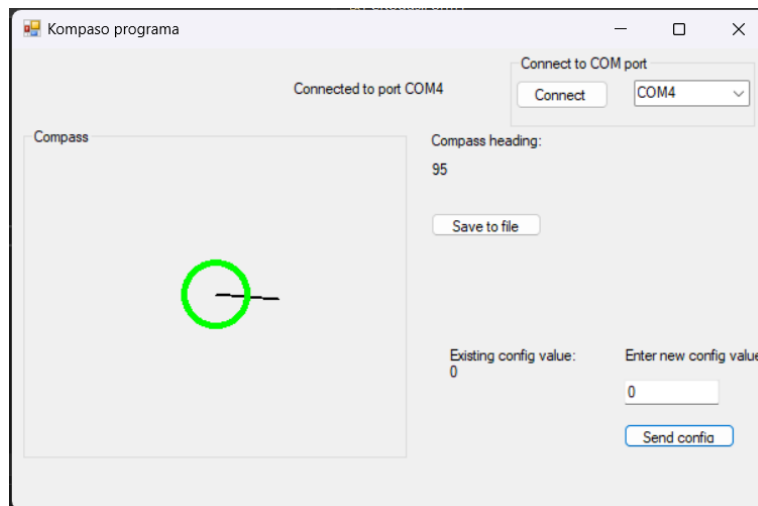 Kompaso programa
Connect to COM port
Connected to port COM4
Connect
COM4
Compass
Compass heading:
95
Save to file
Existing config value:
0
Enter new config value
0
Send config